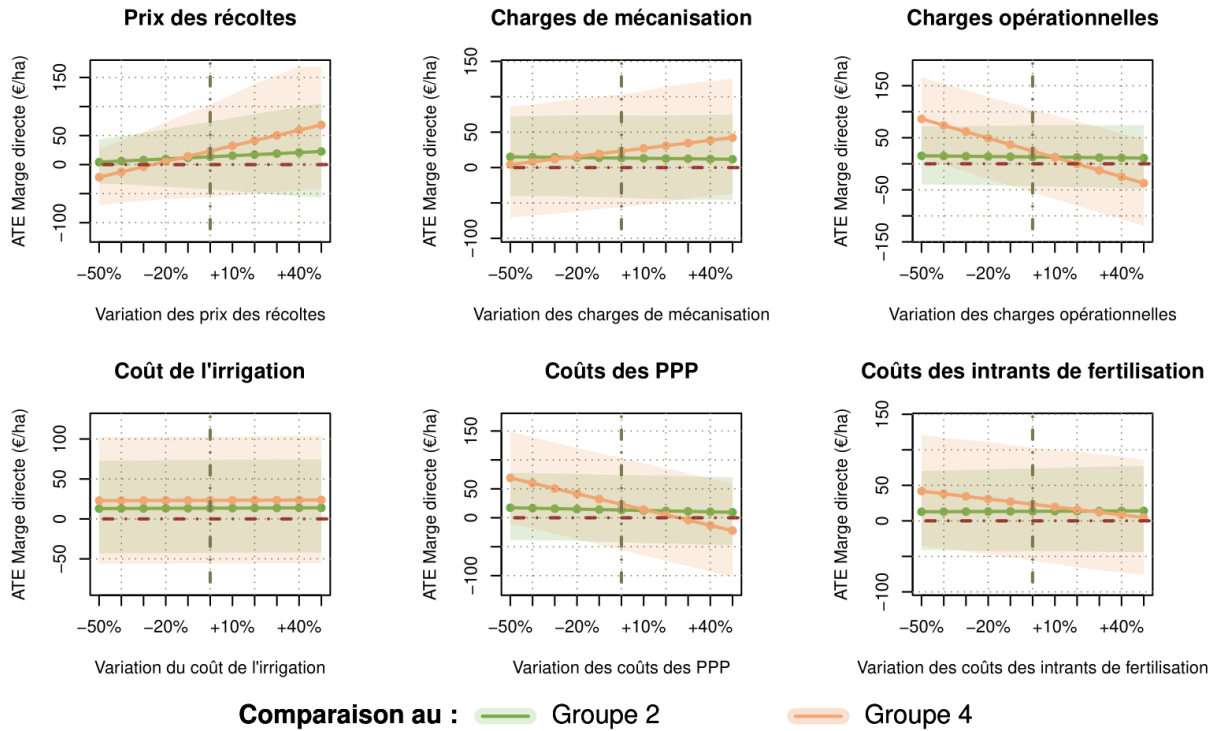 Prix des récoltes
ATE Marge directe (€/ha)
150
50
0
−100
−50% −20% +10% +40%
Variation des prix des récoltes
Charges de mécanisation
ATE Marge directe (€/ha)
150
50
0
−100
−50% −20% +10% +40%
Variation des charges de mécanisation
Charges opérationnelles
ATE Marge directe (€/ha)
150
50
−50
−150
−50% −20% +10% +40%
Variation des charges opérationnelles
Coût de l'irrigation
ATE Marge directe (€/ha)
100
50
0
−50
−50% −20% +10% +40%
Variation du coût de l'irrigation
Coûts des PPP
ATE Marge directe (€/ha)
150
50
0
−100
−50% −20% +10% +40%
Variation des coûts des PPP
Coûts des intrants de fertilisation
ATE Marge directe (€/ha)
150
50
0
−100
−50% −20% +10% +40%
Variation des coûts des intrants de fertilisation
Comparaison au : Groupe 2 Groupe 4